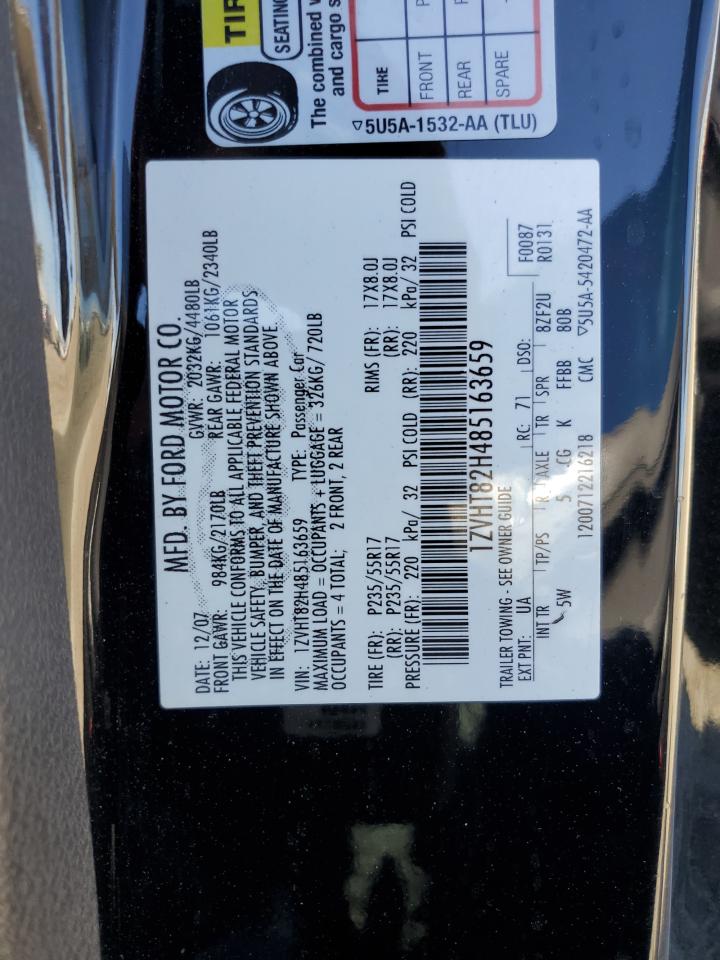 TIR
SEATING
The combined w
and cargo s
TIRE
FRONT P
REAR
SPARE
▽5U5A-1532-AA (TLU)
MFD. BY FORD MOTOR CO.
DATE: 12/07 GVWR: 2032KG/4480LB
FRONT GAWR: 984KG/2170LB REAR GAWR: 1061KG/2340LB
THIS VEHICLE CONFORMS TO ALL APPLICABLE FEDERAL MOTOR
VEHICLE SAFETY, BUMPER, AND THEFT PREVENTION STANDARDS
IN EFFECT ON THE DATE OF MANUFACTURE SHOWN ABOVE.
VIN: 1ZVHT82H485163659 TYPE: Passenger Car
MAXIMUM LOAD = OCCUPANTS + LUGGAGE = 326KG/ 720LB
OCCUPANTS = 4 TOTAL; 2 FRONT, 2 REAR
TIRE (FR): P235/55R17 RIMS (FR): 17X8.0J
(RR): P235/55R17 (RR): 17X8.0J
PRESSURE (FR): 220 kPa/ 32 PSI COLD (RR): 220 kPa/ 32 PSI COLD
1ZVHT82H485163659
TRAILER TOWING - SEE OWNER GUIDE F0087
EXT PNT: UA RC: 71 DSO: R0131
INT TR TP/PS R AXLE TR SPR 8ZF2U
5W 5 CG K FFBB 80B
1200712216218 CMC ▽5U5A-5420472-AA